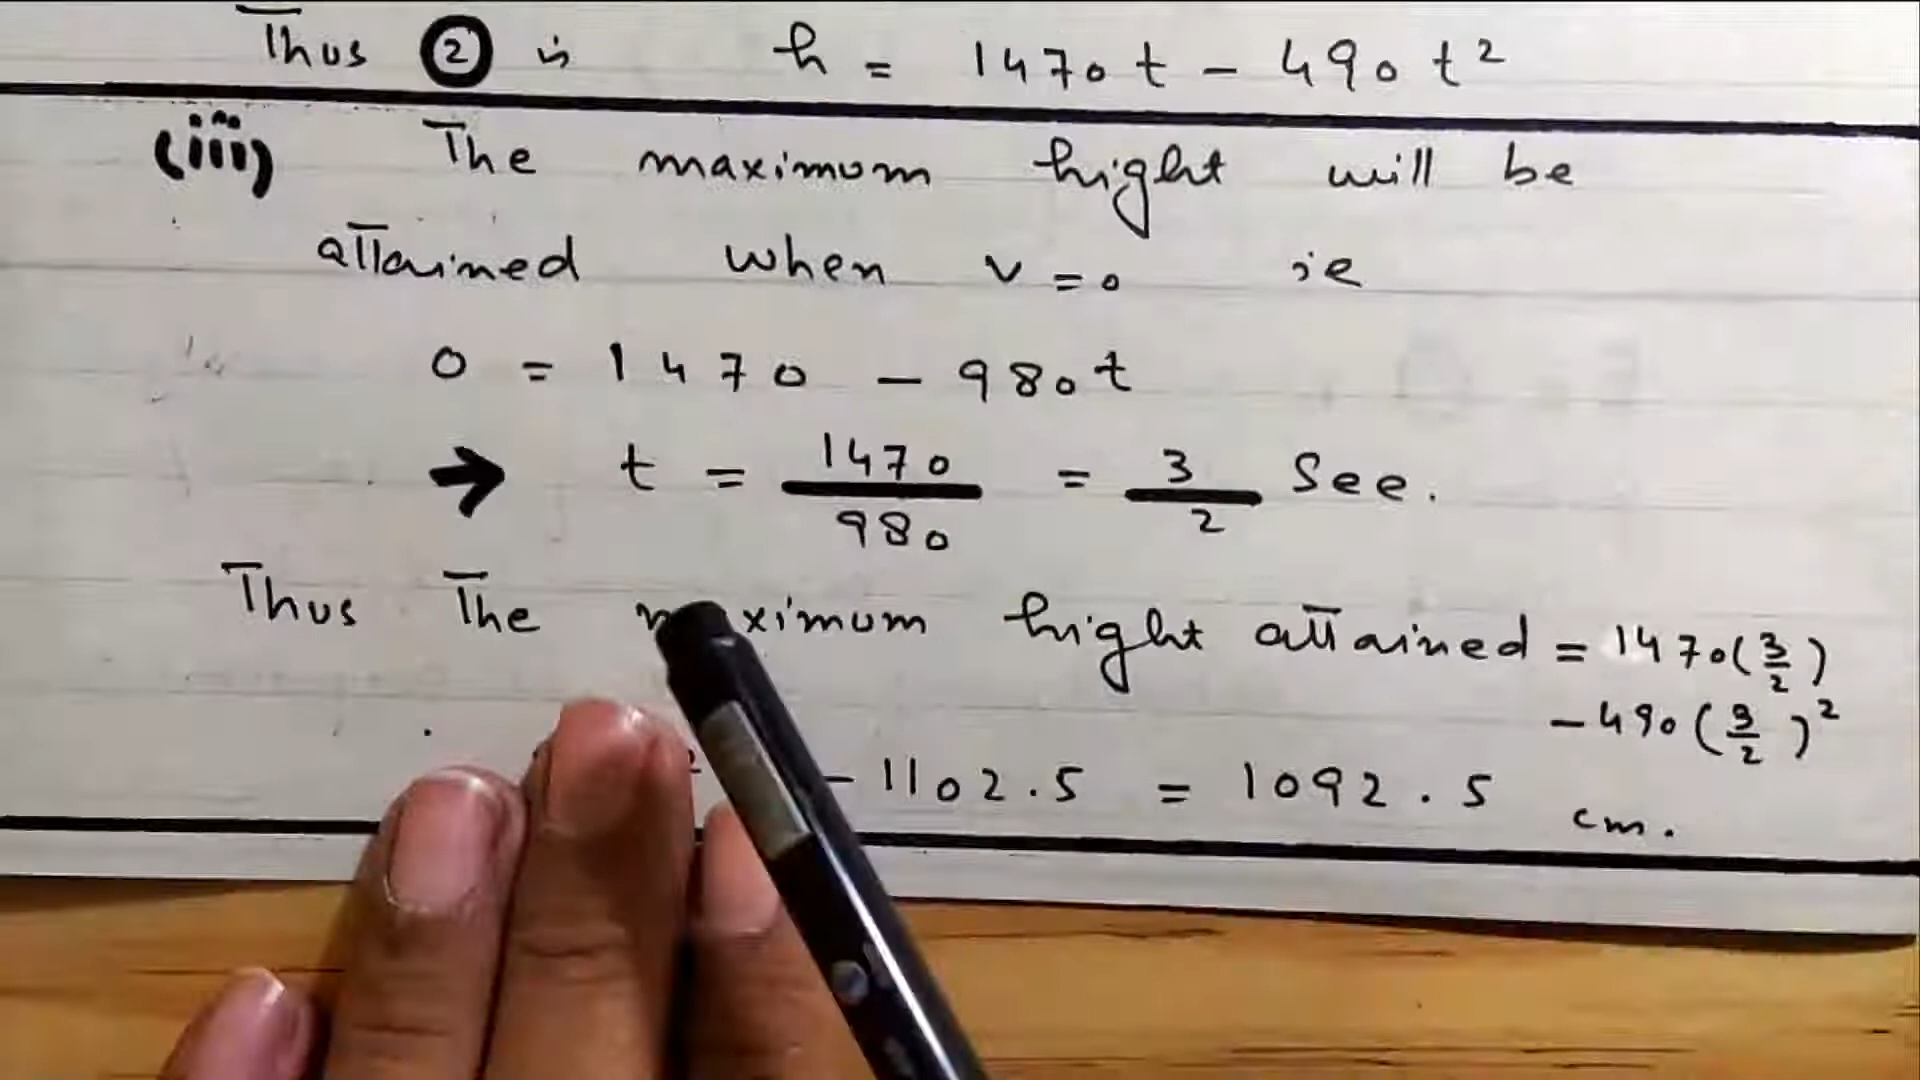 Thus ② is h = 1470t - 490t²
(iii) The maximum hight will be
attained when v = 0 ie
0 = 1470 - 980t
→ t = 1470/980 = 3/2 Sec.
Thus The maximum hight attained = 1470(3/2)
- 490(3/2)²
- 1102.5 = 1092.5 cm.